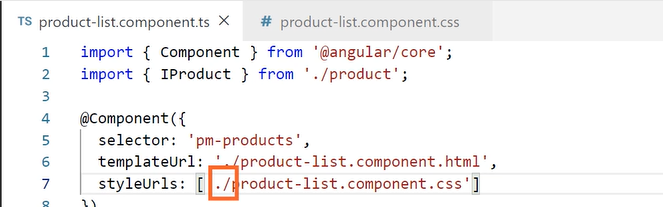 TS product-list.component.ts × # product-list.component.css
1 import { Component } from '@angular/core';
2 import { IProduct } from './product';
3
4 @Component({
5 selector: 'pm-products',
6 templateUrl: './product-list.component.html',
7 styleUrls: [ ./product-list.component.css']
8 })